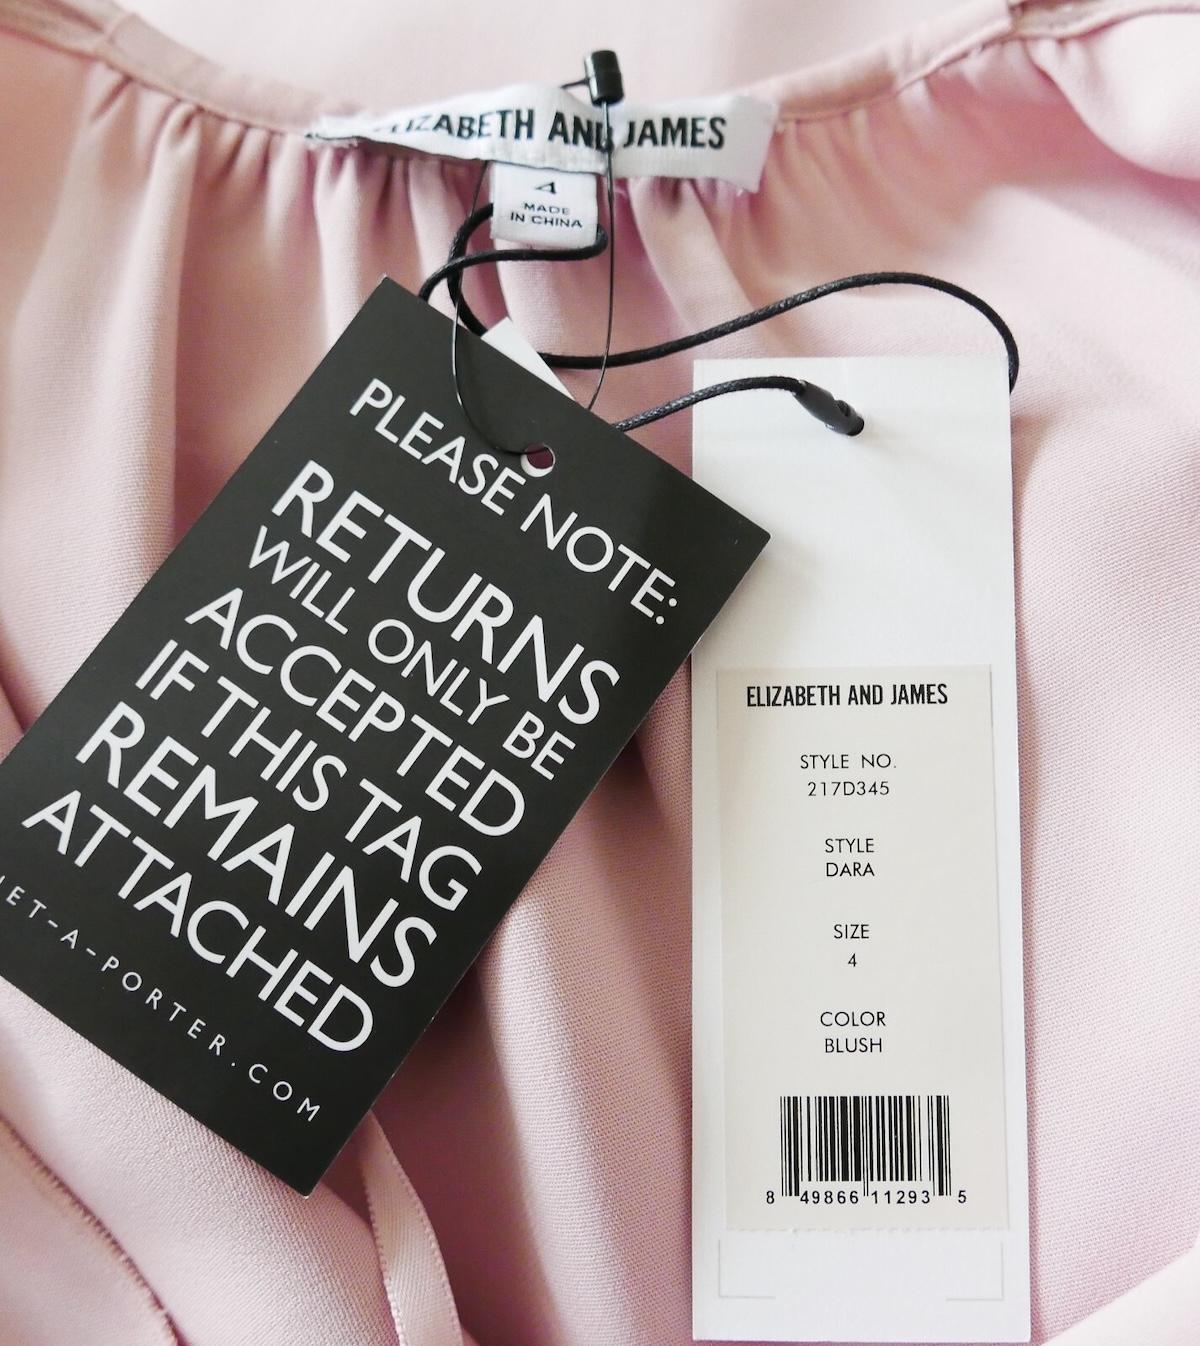 ELIZABETH AND JAMES
4
MADE
IN CHINA
PLEASE NOTE:
RETURNS
WILL ONLY BE
ACCEPTED
IF THIS TAG
REMAINS
ATTACHED
NET-A-PORTER.COM
ELIZABETH AND JAMES
STYLE NO.
217D345
STYLE
DARA
SIZE
4
COLOR
BLUSH
8 49866 11293 5